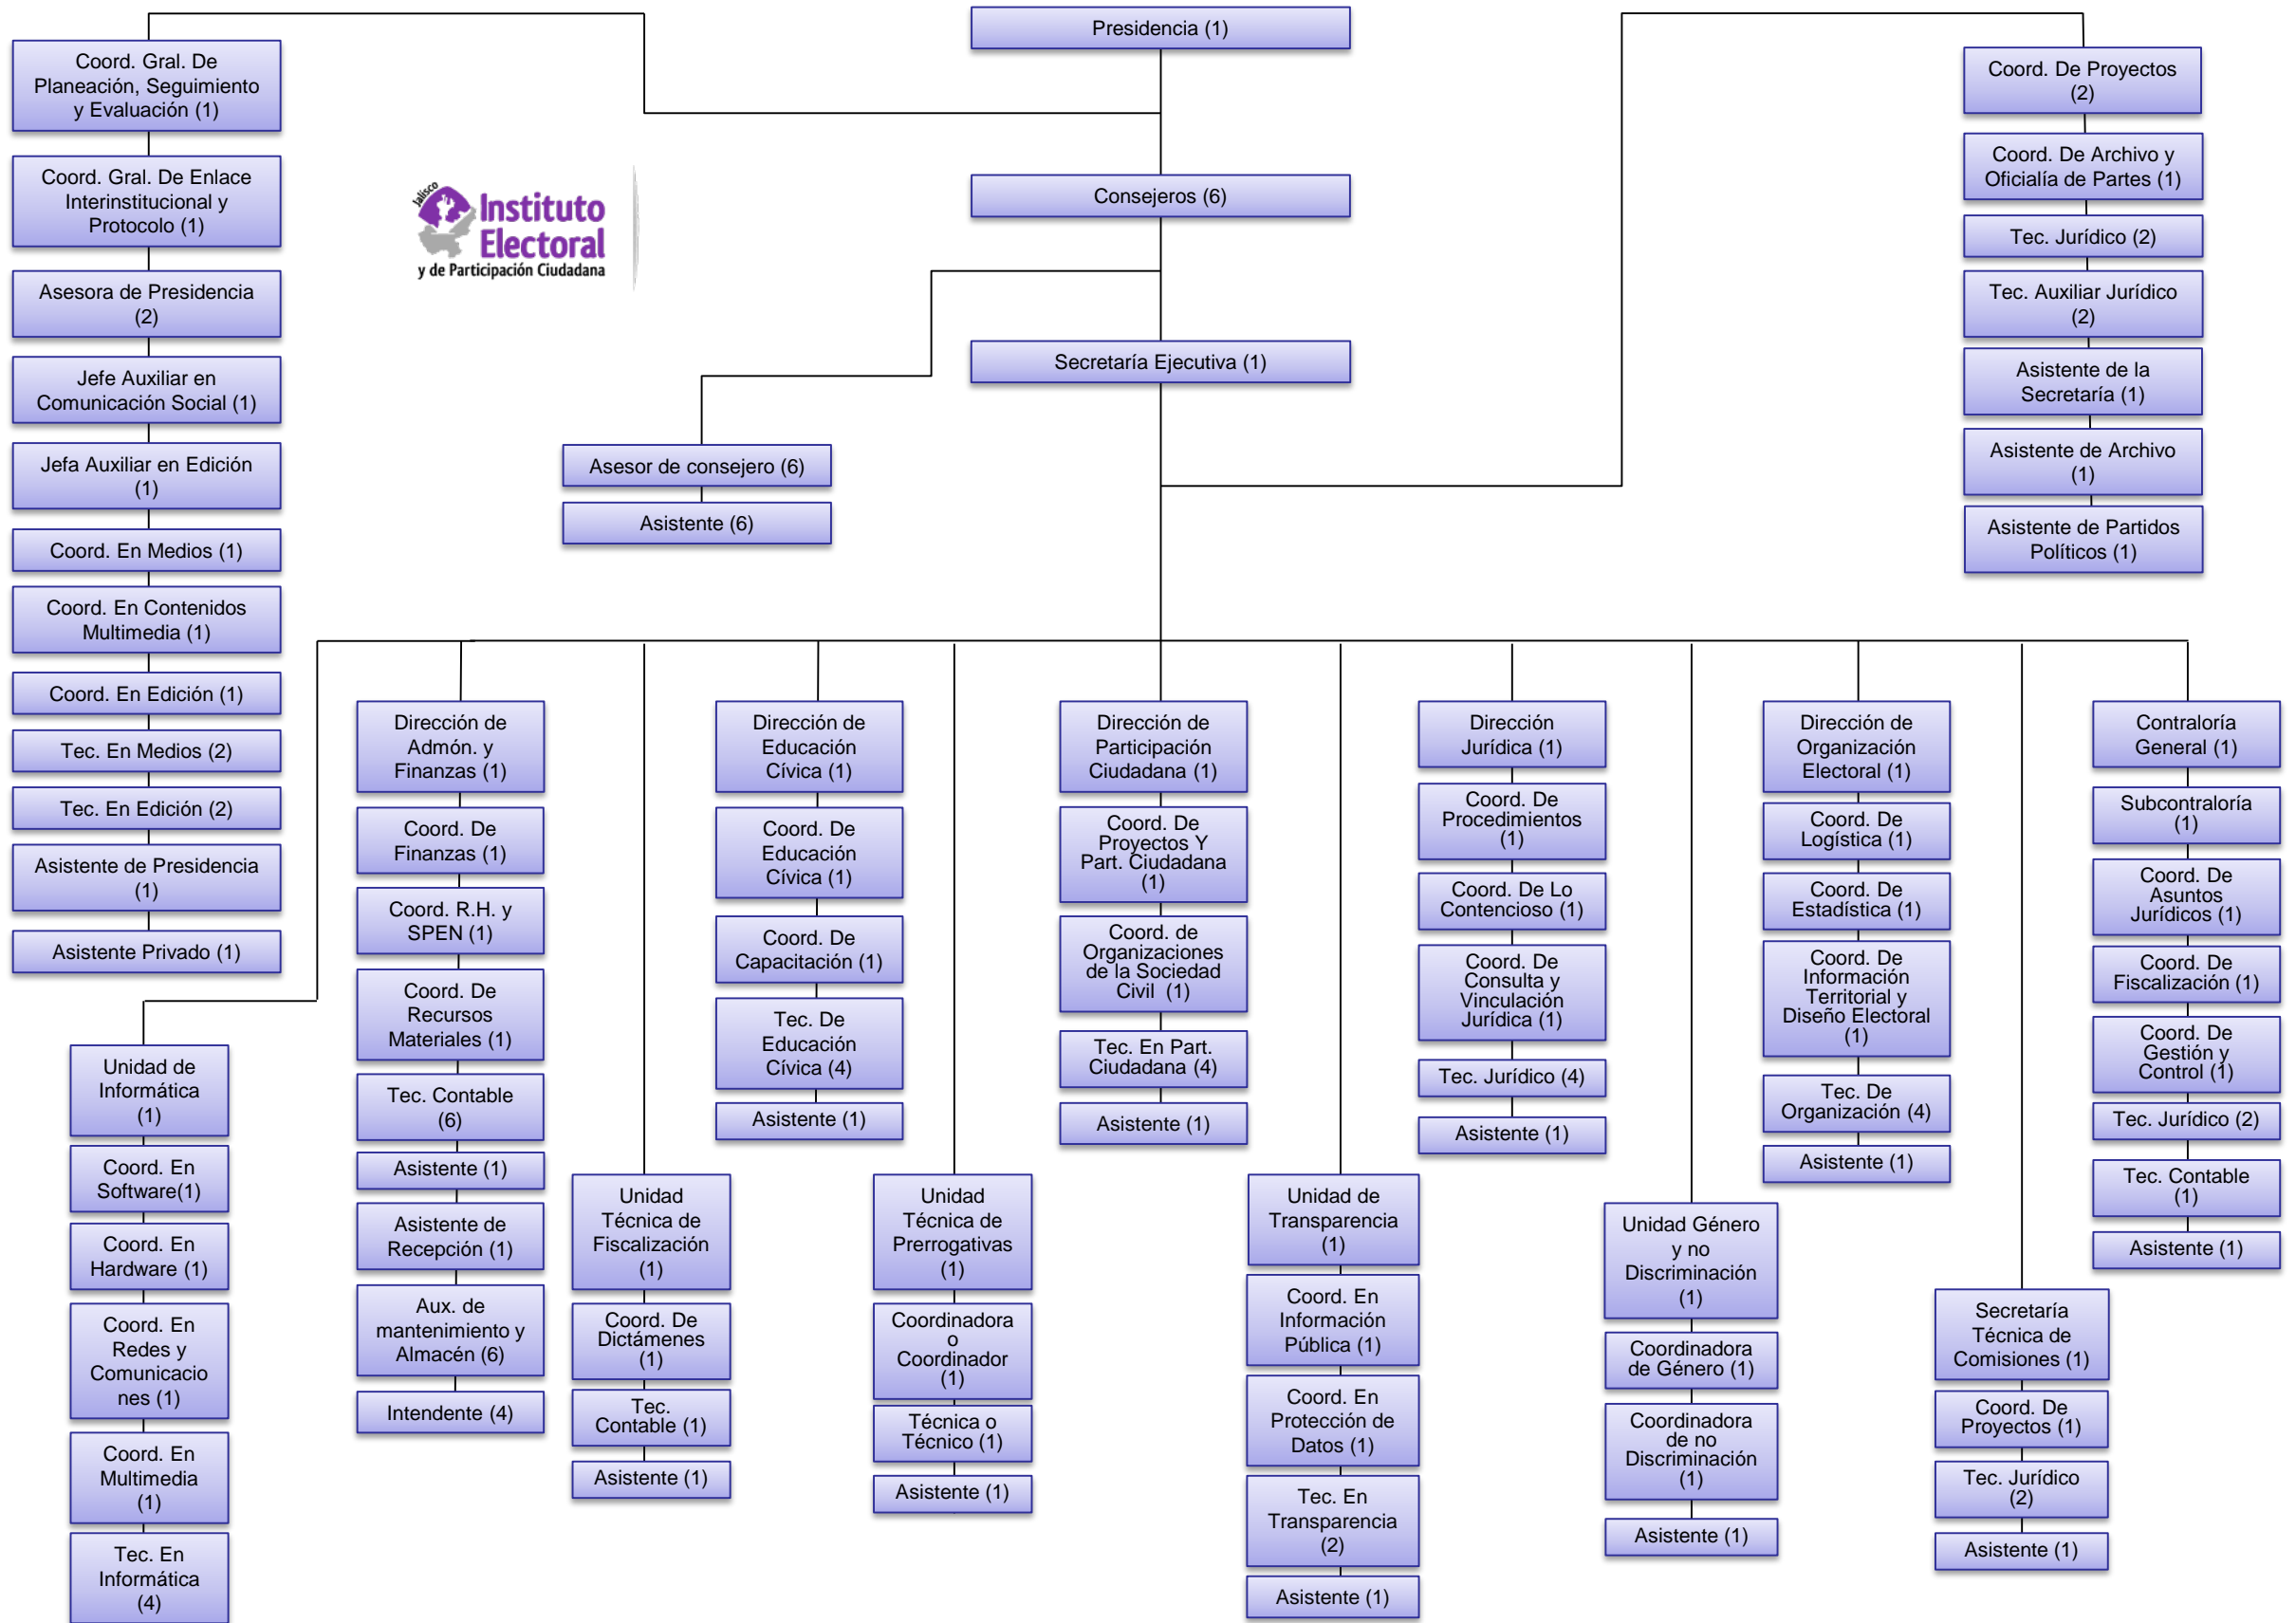 Presidencia (1)
Consejeros (6)
Secretaría Ejecutiva (1)
Jalisco
Instituto
Electoral
y de Participación Ciudadana
Coord. Gral. De
Planeación, Seguimiento
y Evaluación (1)
Coord. Gral. De Enlace
Interinstitucional y
Protocolo (1)
Asesora de Presidencia
(2)
Jefe Auxiliar en
Comunicación Social (1)
Jefa Auxiliar en Edición
(1)
Coord. En Medios (1)
Coord. En Contenidos
Multimedia (1)
Coord. En Edición (1)
Tec. En Medios (2)
Tec. En Edición (2)
Asistente de Presidencia
(1)
Asistente Privado (1)
Asesor de consejero (6)
Asistente (6)
Coord. De Proyectos
(2)
Coord. De Archivo y
Oficialía de Partes (1)
Tec. Jurídico (2)
Tec. Auxiliar Jurídico
(2)
Asistente de la
Secretaría (1)
Asistente de Archivo
(1)
Asistente de Partidos
Políticos (1)
Unidad de
Informática
(1)
Coord. En
Software(1)
Coord. En
Hardware (1)
Coord. En
Redes y
Comunicacio
nes (1)
Coord. En
Multimedia
(1)
Tec. En
Informática
(4)
Dirección de
Admón. y
Finanzas (1)
Coord. De
Finanzas (1)
Coord. R.H. y
SPEN (1)
Coord. De
Recursos
Materiales (1)
Tec. Contable
(6)
Asistente (1)
Asistente de
Recepción (1)
Aux. de
mantenimiento y
Almacén (6)
Intendente (4)
Unidad
Técnica de
Fiscalización
(1)
Coord. De
Dictámenes
(1)
Tec.
Contable (1)
Asistente (1)
Dirección de
Educación
Cívica (1)
Coord. De
Educación
Cívica (1)
Coord. De
Capacitación (1)
Tec. De
Educación
Cívica (4)
Asistente (1)
Unidad
Técnica de
Prerrogativas
(1)
Coordinadora
o
Coordinador
(1)
Técnica o
Técnico (1)
Asistente (1)
Dirección de
Participación
Ciudadana (1)
Coord. De
Proyectos Y
Part. Ciudadana
(1)
Coord. de
Organizaciones
de la Sociedad
Civil (1)
Tec. En Part.
Ciudadana (4)
Asistente (1)
Unidad de
Transparencia
(1)
Coord. En
Información
Pública (1)
Coord. En
Protección de
Datos (1)
Tec. En
Transparencia
(2)
Asistente (1)
Dirección
Jurídica (1)
Coord. De
Procedimientos
(1)
Coord. De Lo
Contencioso (1)
Coord. De
Consulta y
Vinculación
Jurídica (1)
Tec. Jurídico (4)
Asistente (1)
Unidad Género
y no
Discriminación
(1)
Coordinadora
de Género (1)
Coordinadora
de no
Discriminación
(1)
Asistente (1)
Dirección de
Organización
Electoral (1)
Coord. De
Logística (1)
Coord. De
Estadística (1)
Coord. De
Información
Territorial y
Diseño Electoral
(1)
Tec. De
Organización (4)
Asistente (1)
Secretaría
Técnica de
Comisiones (1)
Coord. De
Proyectos (1)
Tec. Jurídico
(2)
Asistente (1)
Contraloría
General (1)
Subcontraloría
(1)
Coord. De
Asuntos
Jurídicos (1)
Coord. De
Fiscalización (1)
Coord. De
Gestión y
Control (1)
Tec. Jurídico (2)
Tec. Contable
(1)
Asistente (1)